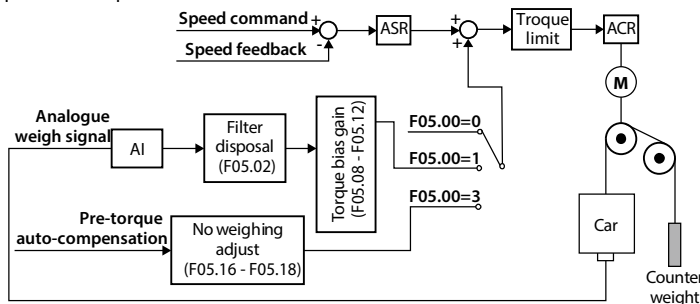 Speed command
+
-
Speed feedback
ASR
+
+
Troque
limit
ACR
M
Analogue
weigh signal
AI
Filter
disposal
(F05.02)
Torque bias gain
(F05.08 - F05.12)
F05.00=0
F05.00=1
F05.00=3
Pre-torque
auto-compensation
No weighing
adjust
(F05.16 - F05.18)
Car
Counter
weight